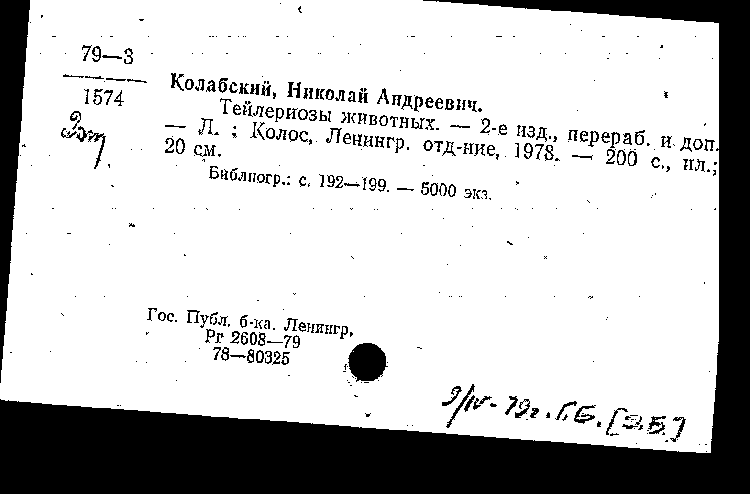 79—3
1574
Колабский, Николай Андреевич.
Тейлериозы животных. — 2-е изд., перераб. и доп.
— Л. ; Колос, Ленингр. отд-ние, 1978. — 200 с., ил.;
20 см.
Библиогр.: с. 192—199. — 5000 экз.
Гос. Публ. б-ка. Ленингр.
Рг 2608—79
78—80325
9/IV-79г. Г.Б. [Э.Б.]